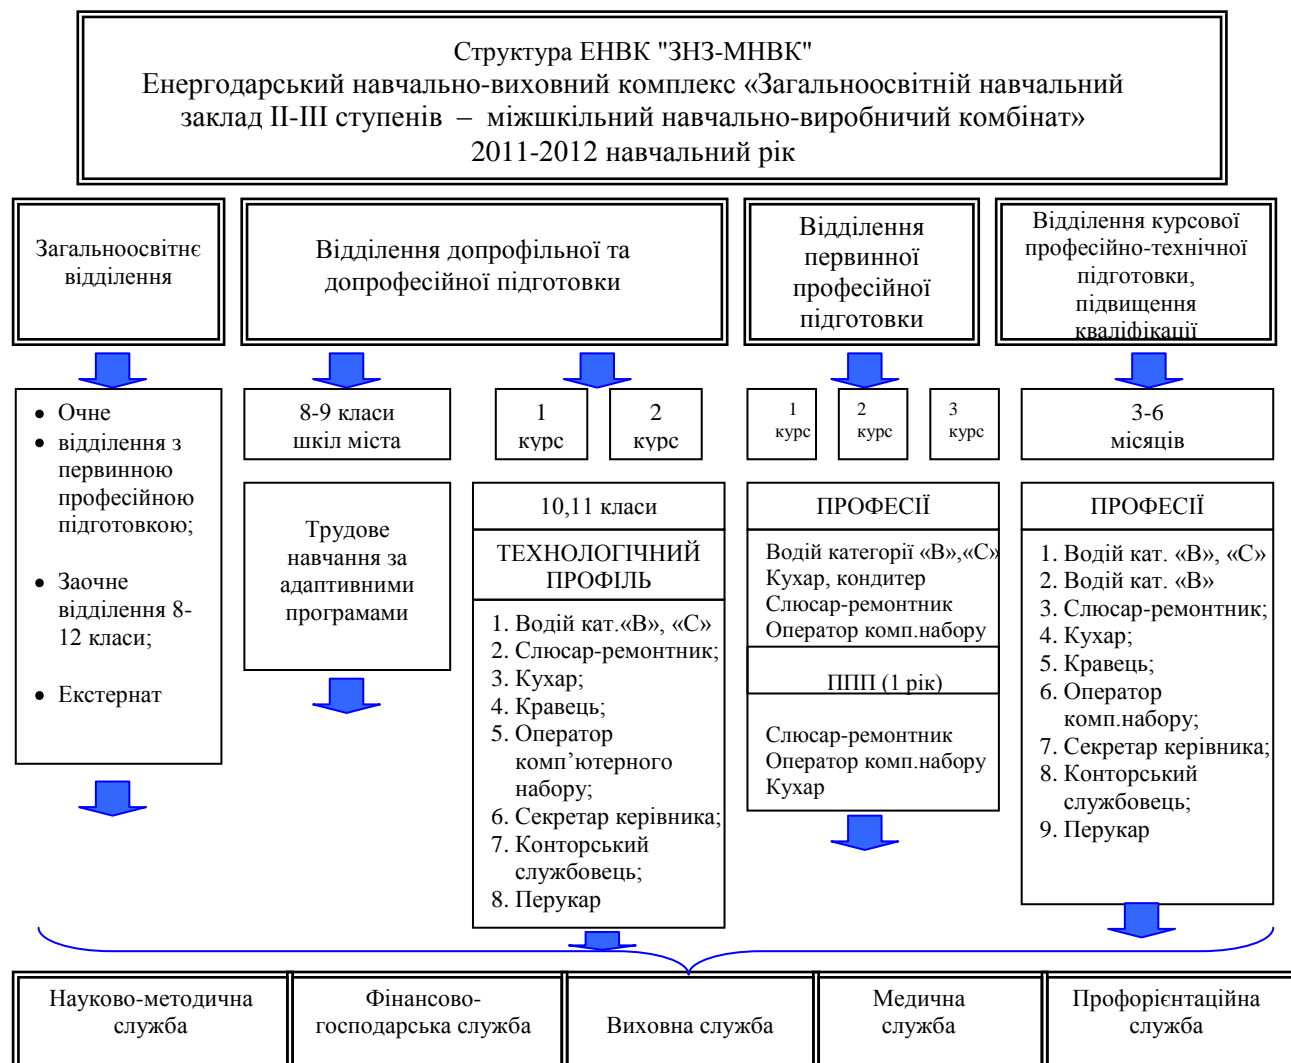 Структура ЕНВК "ЗНЗ-МНВК"
Енергодарський навчально-виховний комплекс «Загальноосвітній навчальний
заклад ІІ-ІІІ ступенів – міжшкільний навчально-виробничий комбінат»
2011-2012 навчальний рік
Загальноосвітнє
відділення
Відділення допрофільної та
допрофесійної підготовки
Відділення
первинної
професійної
підготовки
Відділення курсової
професійно-технічної
підготовки,
підвищення
кваліфікації
• Очне
• відділення з
первинною
професійною
підготовкою;
• Заочне
відділення 8-
12 класи;
• Екстернат
8-9 класи
шкіл міста
Трудове
навчання за
адаптивними
програмами
1
курс
2
курс
10,11 класи
ТЕХНОЛОГІЧНИЙ
ПРОФІЛЬ
1. Водій кат.«В», «С»
2. Слюсар-ремонтник;
3. Кухар;
4. Кравець;
5. Оператор
комп’ютерного
набору;
6. Секретар керівника;
7. Конторський
службовець;
8. Перукар
1
курс
2
курс
3
курс
ПРОФЕСІЇ
Водій категорії «В»,«С»
Кухар, кондитер
Слюсар-ремонтник
Оператор комп.набору
ППП (1 рік)
Слюсар-ремонтник
Оператор комп.набору
Кухар
3-6
місяців
ПРОФЕСІЇ
1. Водій кат. «В», «С»
2. Водій кат. «В»
3. Слюсар-ремонтник;
4. Кухар;
5. Кравець;
6. Оператор
комп.набору;
7. Секретар керівника;
8. Конторський
службовець;
9. Перукар
Науково-методична
служба
Фінансово-
господарська служба
Виховна служба
Медична
служба
Профорієнтаційна
служба